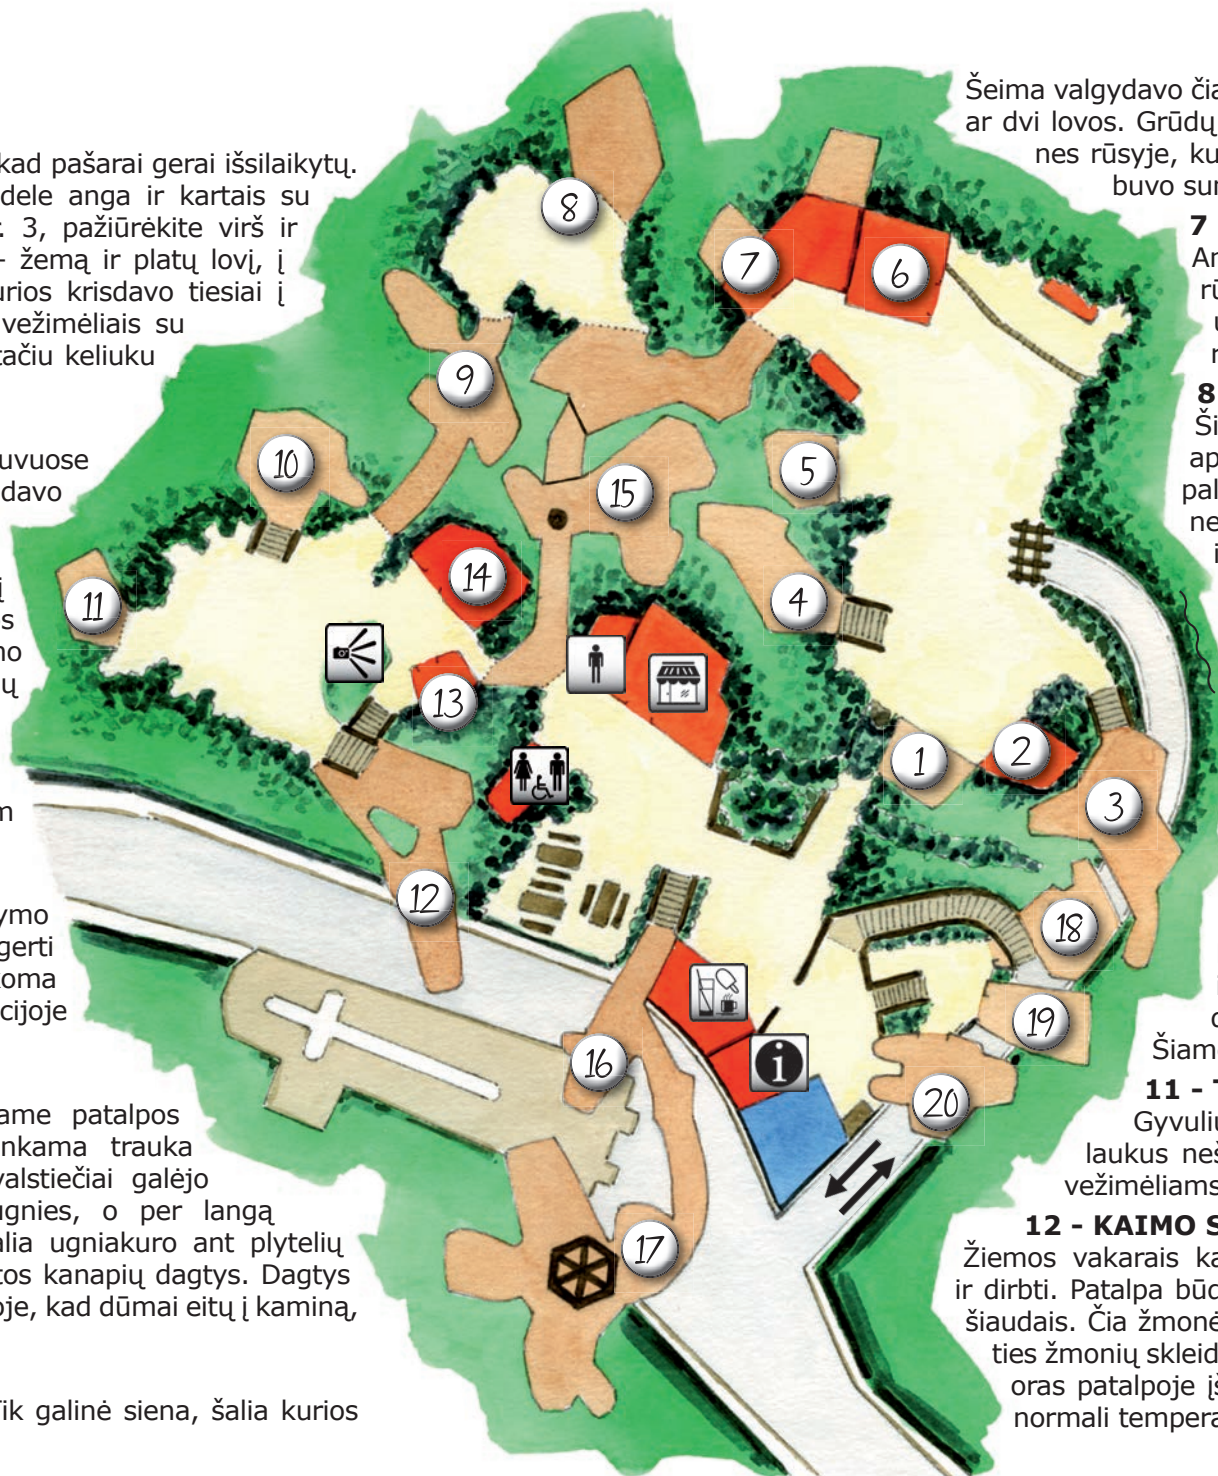 kad pašarai gerai išsilaikytų.
dele anga ir kartais su
. 3, pažiūrėkite virš ir
- žemą ir platų lovį, į
urios krisdavo tiesiai į
vežimėliais su
tačiu keliuku
uvuose
davo
į
s
no
ų
m
ymo
gerti
koma
cijoje
ame patalpos
nkama trauka
valstiečiai galėjo
ugnies, o per langą
alia ugniakuro ant plytelių
tos kanapių dagtys. Dagtys
oje, kad dūmai eitų į kaminą,
Tik galinė siena, šalia kurios
8
7
6
9
10
15
5
11
14
4
13
1
2
3
12
18
19
16
i
20
17
Šeima valgydavo čia
ar dvi lovos. Grūdų
nes rūsyje, ku
buvo sun
7
An
rū
u
n
8
Ši
ap
pal
ne
i
i
c
Šiam
11 - T
Gyvulių
laukus neš
vežimėliams
12 - KAIMO S
Žiemos vakarais ka
ir dirbti. Patalpa būd
šiaudais. Čia žmonė
ties žmonių skleid
oras patalpoje įš
normali tempera